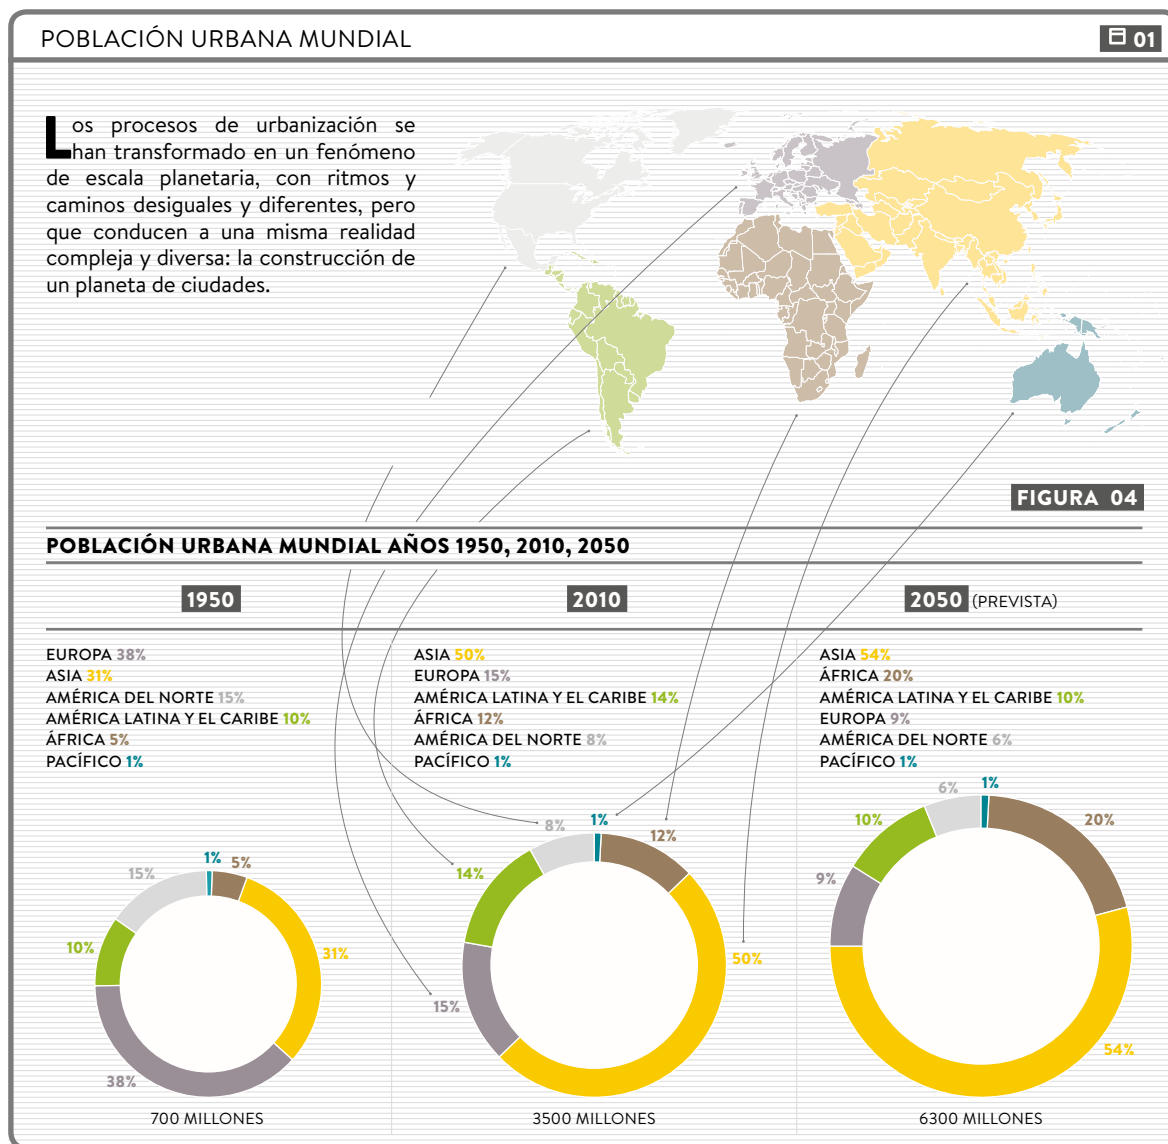 POBLACIÓN URBANA MUNDIAL
01
Los procesos de urbanización se
han transformado en un fenómeno
de escala planetaria, con ritmos y
caminos desiguales y diferentes, pero
que conducen a una misma realidad
compleja y diversa: la construcción de
un planeta de ciudades.
FIGURA 04
POBLACIÓN URBANA MUNDIAL AÑOS 1950, 2010, 2050
1950
EUROPA 38%
ASIA 31%
AMÉRICA DEL NORTE 15%
AMÉRICA LATINA Y EL CARIBE 10%
ÁFRICA 5%
PACÍFICO 1%
1%
5%
15%
10%
31%
38%
700 MILLONES
2010
ASIA 50%
EUROPA 15%
AMÉRICA LATINA Y EL CARIBE 14%
ÁFRICA 12%
AMÉRICA DEL NORTE 8%
PACÍFICO 1%
1%
8%
12%
14%
50%
15%
3500 MILLONES
2050 (PREVISTA)
ASIA 54%
ÁFRICA 20%
AMÉRICA LATINA Y EL CARIBE 10%
EUROPA 9%
AMÉRICA DEL NORTE 6%
PACÍFICO 1%
1%
6%
10%
20%
9%
54%
6300 MILLONES